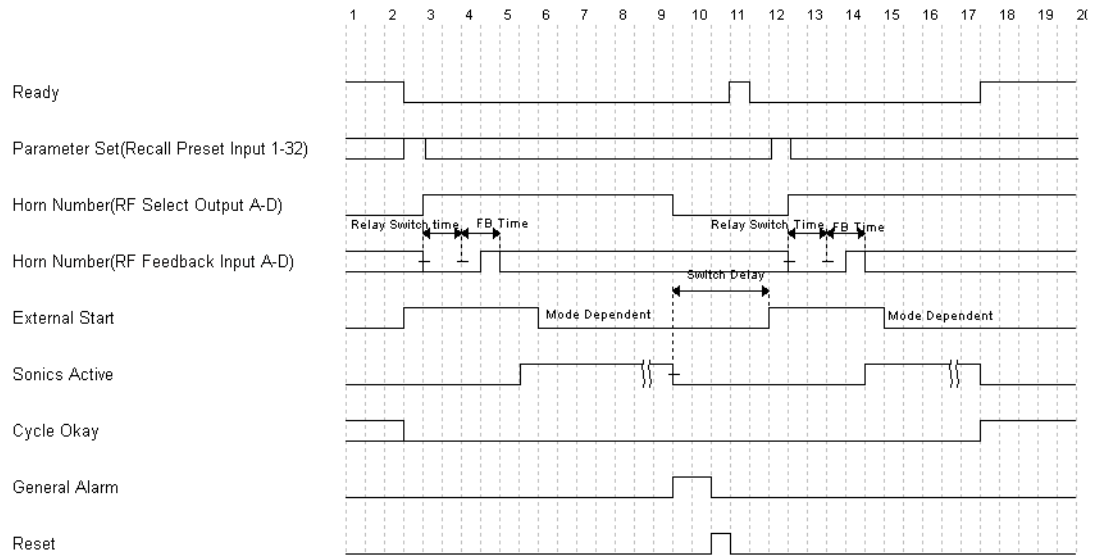 1 2 3 4 5 6 7 8 9 10 11 12 13 14 15 16 17 18 19 20
Ready
Parameter Set(Recall Preset Input 1-32)
Horn Number(RF Select Output A-D)
Relay Switch time FB Time Relay Switch Time FB Time
Horn Number(RF Feedback Input A-D)
Switch Delay
External Start
Mode Dependent Mode Dependent
Sonics Active
Cycle Okay
General Alarm
Reset